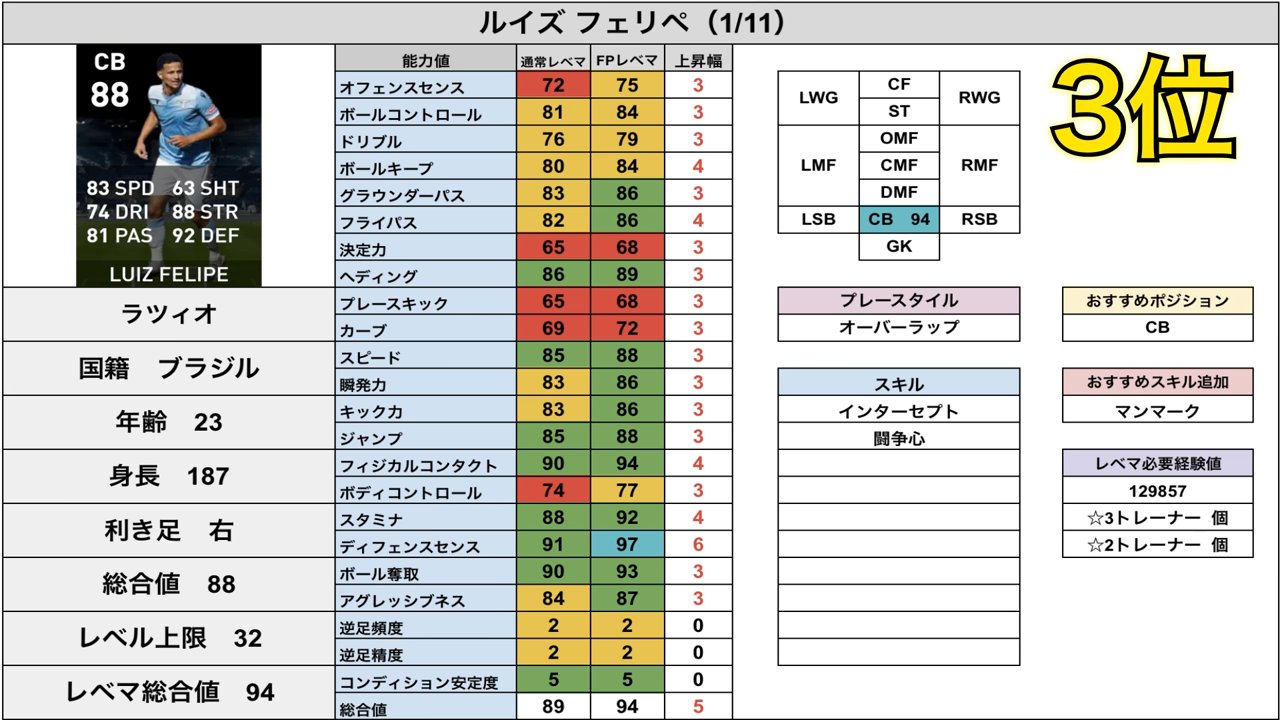 ルイズ フェリペ（1/11）
CB
88
83 SPD 63 SHT
74 DRI 88 STR
81 PAS 92 DEF
LUIZ FELIPE
ラツィオ
国籍 ブラジル
年齢 23
身長 187
利き足 右
総合値 88
レベル上限 32
レベマ総合値 94
能力値 通常レベマ FPレベマ 上昇幅
オフェンスセンス 72 75 3
ボールコントロール 81 84 3
ドリブル 76 79 3
ボールキープ 80 84 4
グラウンダーパス 83 86 3
フライパス 82 86 4
決定力 65 68 3
ヘディング 86 89 3
プレースキック 65 68 3
カーブ 69 72 3
スピード 85 88 3
瞬発力 83 86 3
キック力 83 86 3
ジャンプ 85 88 3
フィジカルコンタクト 90 94 4
ボディコントロール 74 77 3
スタミナ 88 92 4
ディフェンスセンス 91 97 6
ボール奪取 90 93 3
アグレッシブネス 84 87 3
逆足頻度 2 2 0
逆足精度 2 2 0
コンディション安定度 5 5 0
総合値 89 94 5
LWG CF RWG
ST
OMF
LMF CMF RMF
DMF
LSB CB 94 RSB
GK
3位
プレースタイル
オーバーラップ
おすすめポジション
CB
スキル
インターセプト
闘争心
おすすめスキル追加
マンマーク
レベマ必要経験値
129857
☆3トレーナー 個
☆2トレーナー 個